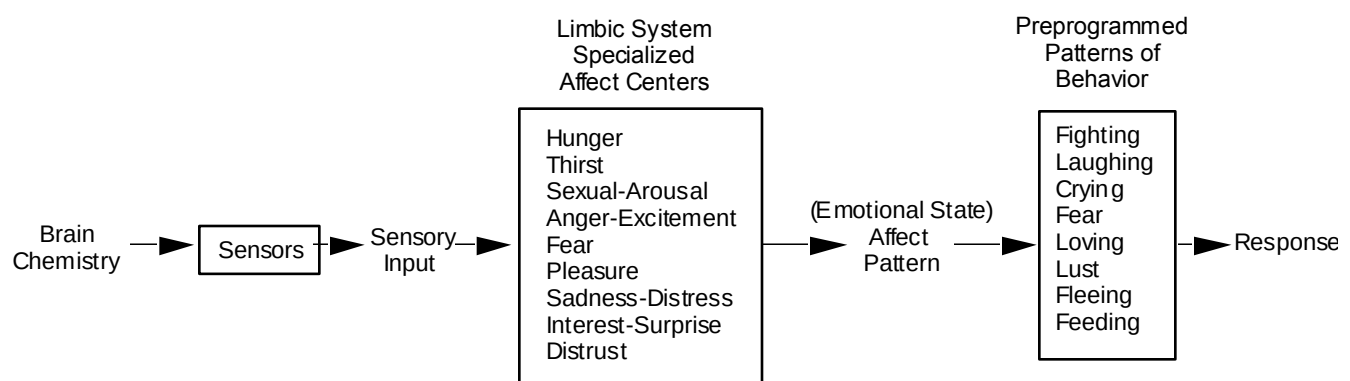 Limbic System
Specialized
Affect Centers
Preprogrammed
Patterns of
Behavior
Brain
Chemistry
Sensors
Sensory
Input
Hunger
Thirst
Sexual-Arousal
Anger-Excitement
Fear
Pleasure
Sadness-Distress
Interest-Surprise
Distrust
(Emotional State)
Affect
Pattern
Fighting
Laughing
Crying
Fear
Loving
Lust
Fleeing
Feeding
Response